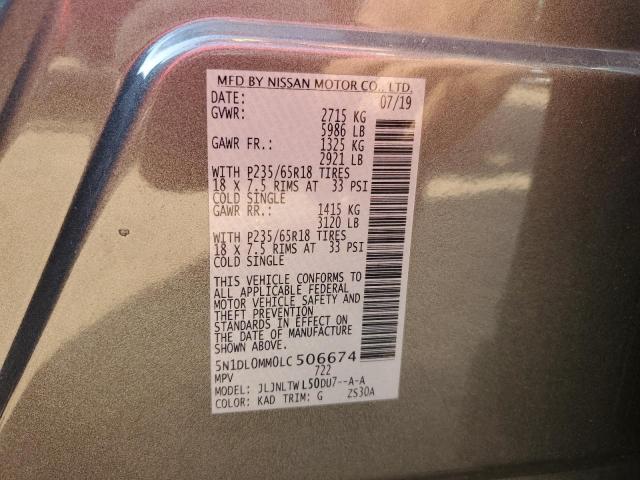 MFD BY NISSAN MOTOR CO., LTD.
DATE: 07/19
GVWR: 2715 KG
5986 LB
GAWR FR.: 1325 KG
2921 LB
WITH P235/65R18 TIRES
18 X 7.5 RIMS AT 33 PSI
COLD SINGLE
GAWR RR.: 1415 KG
3120 LB
WITH P235/65R18 TIRES
18 X 7.5 RIMS AT 33 PSI
COLD SINGLE
THIS VEHICLE CONFORMS TO
ALL APPLICABLE FEDERAL
MOTOR VEHICLE SAFETY AND
THEFT PREVENTION
STANDARDS IN EFFECT ON
THE DATE OF MANUFACTURE
SHOWN ABOVE.
5N1DL0MM0LC506674
MPV 722
MODEL: JLJNLTWL50DU7--A-A
COLOR: KAD TRIM: G ZS30A